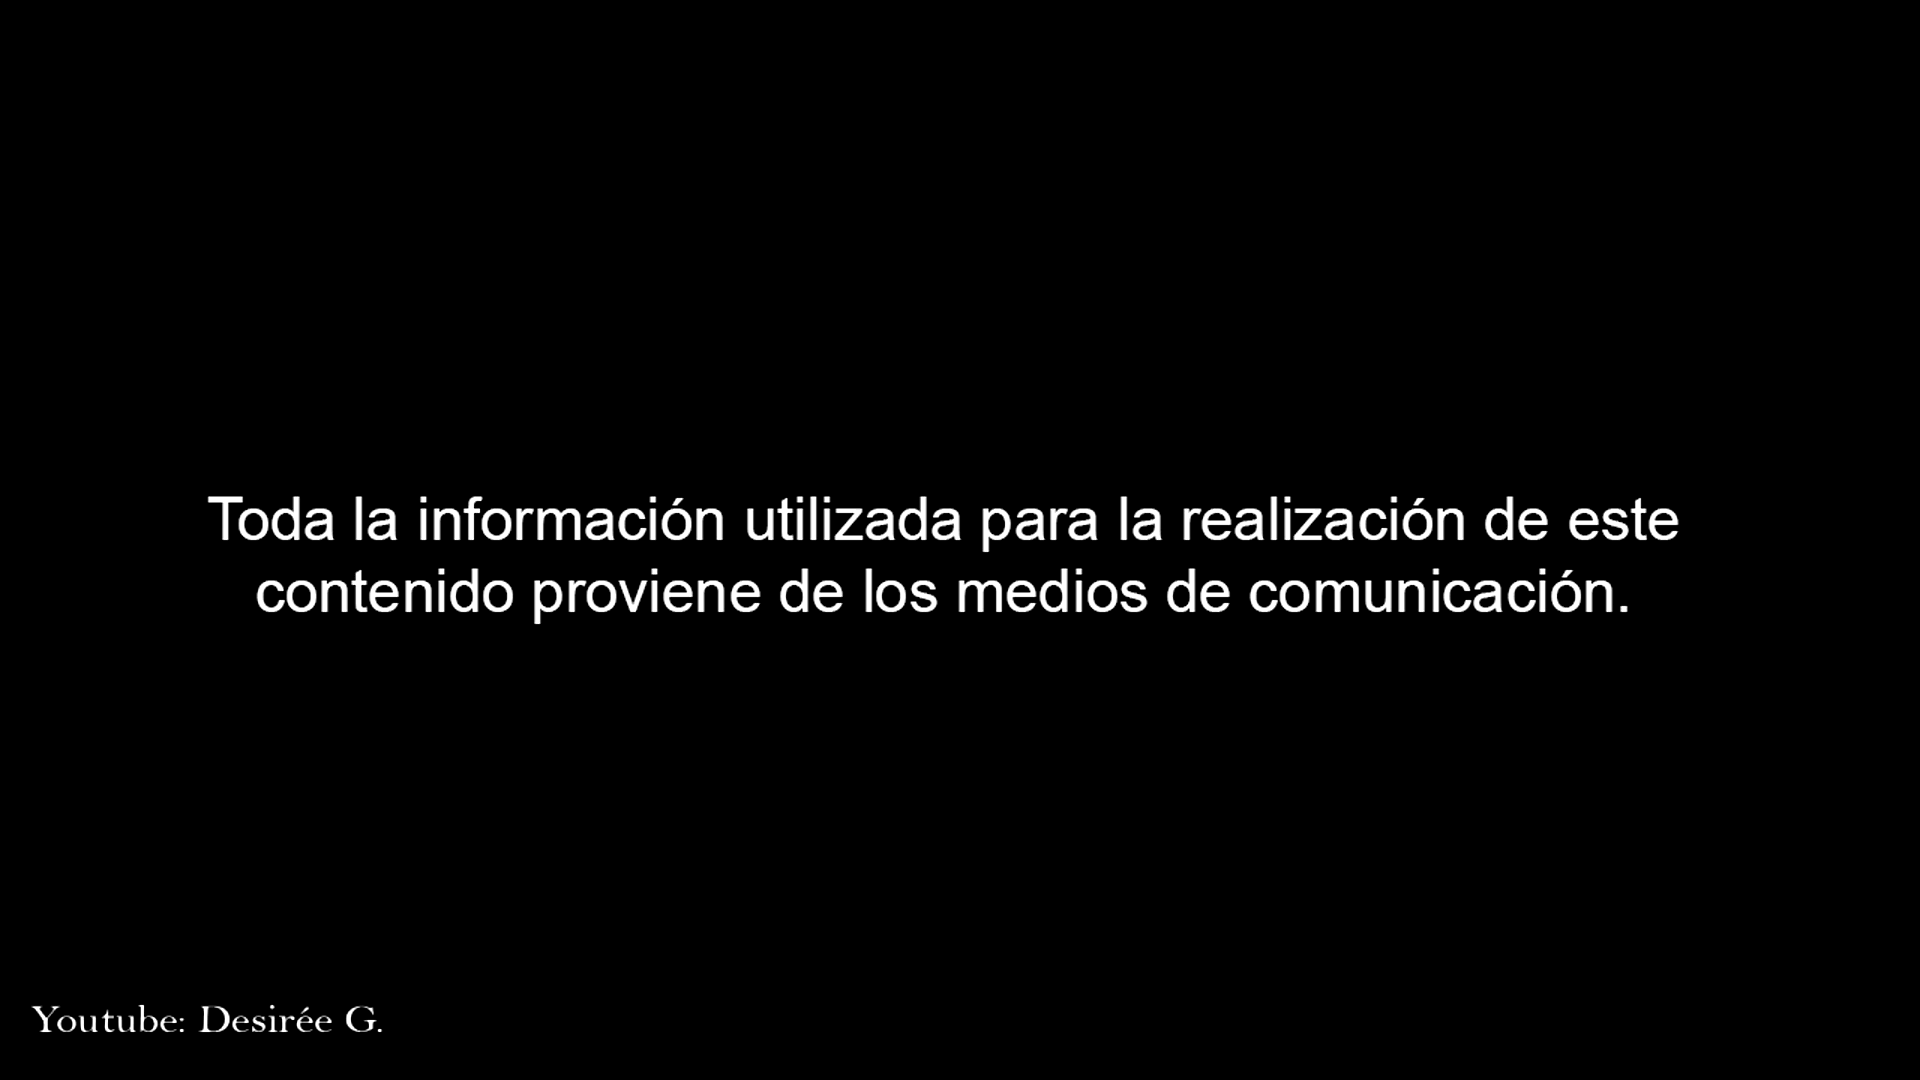 Toda la información utilizada para la realización de este
contenido proviene de los medios de comunicación.
Youtube: Desirée G.